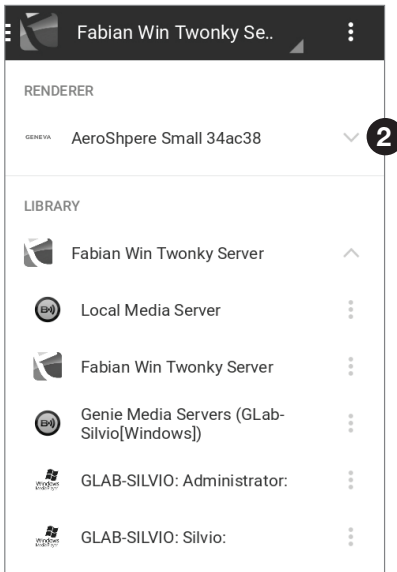 Fabian Win Twonky Se..
RENDERER
GENEVA
AeroShpere Small 34ac38
2
LIBRARY
Fabian Win Twonky Server
Local Media Server
Fabian Win Twonky Server
Genie Media Servers (GLab-
Silvio[Windows])
GLAB-SILVIO: Administrator:
GLAB-SILVIO: Silvio: